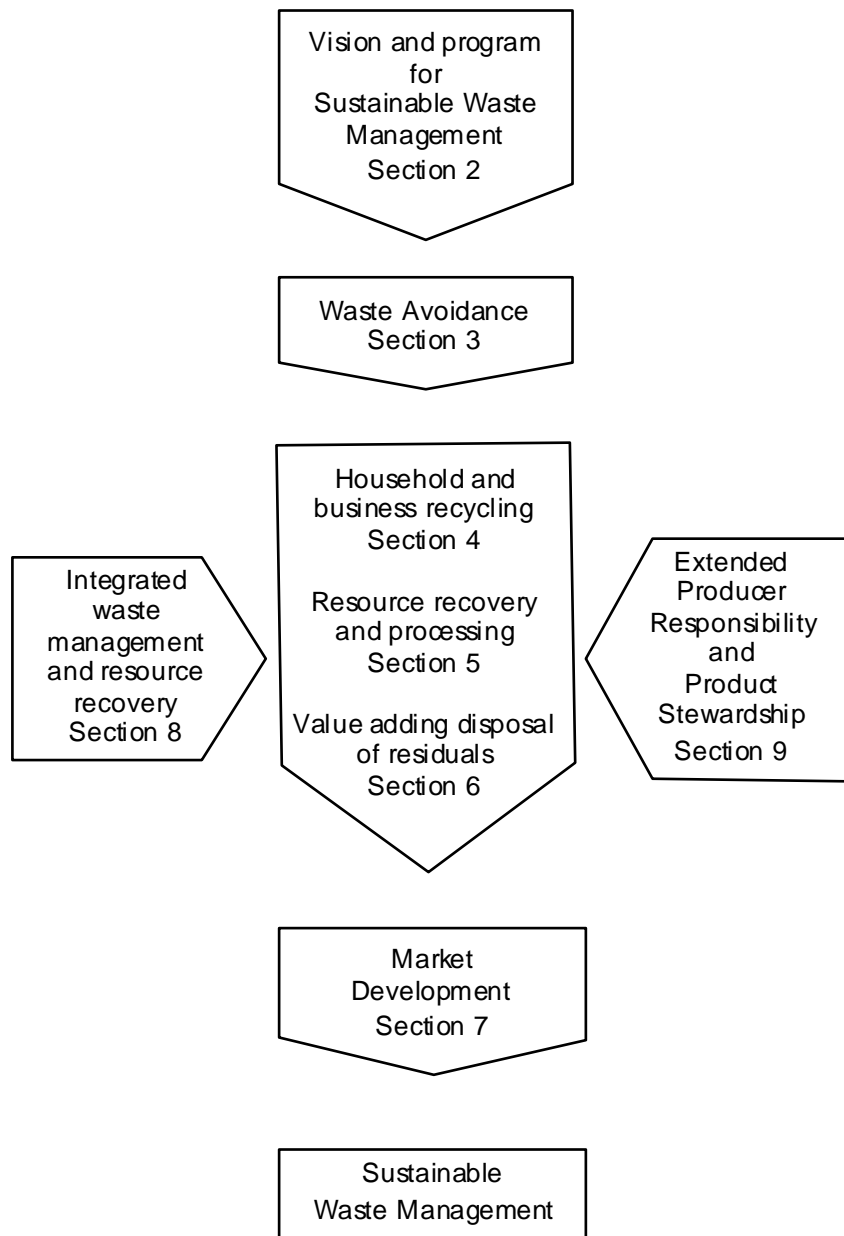 Vision and program
for
Sustainable Waste
Management
Section 2
Waste Avoidance
Section 3
Household and
business recycling
Section 4
Resource recovery
and processing
Section 5
Value adding disposal
of residuals
Section 6
Integrated
waste
management
and resource
recovery
Section 8
Extended
Producer
Responsibility
and
Product
Stewardship
Section 9
Market
Development
Section 7
Sustainable
Waste Management